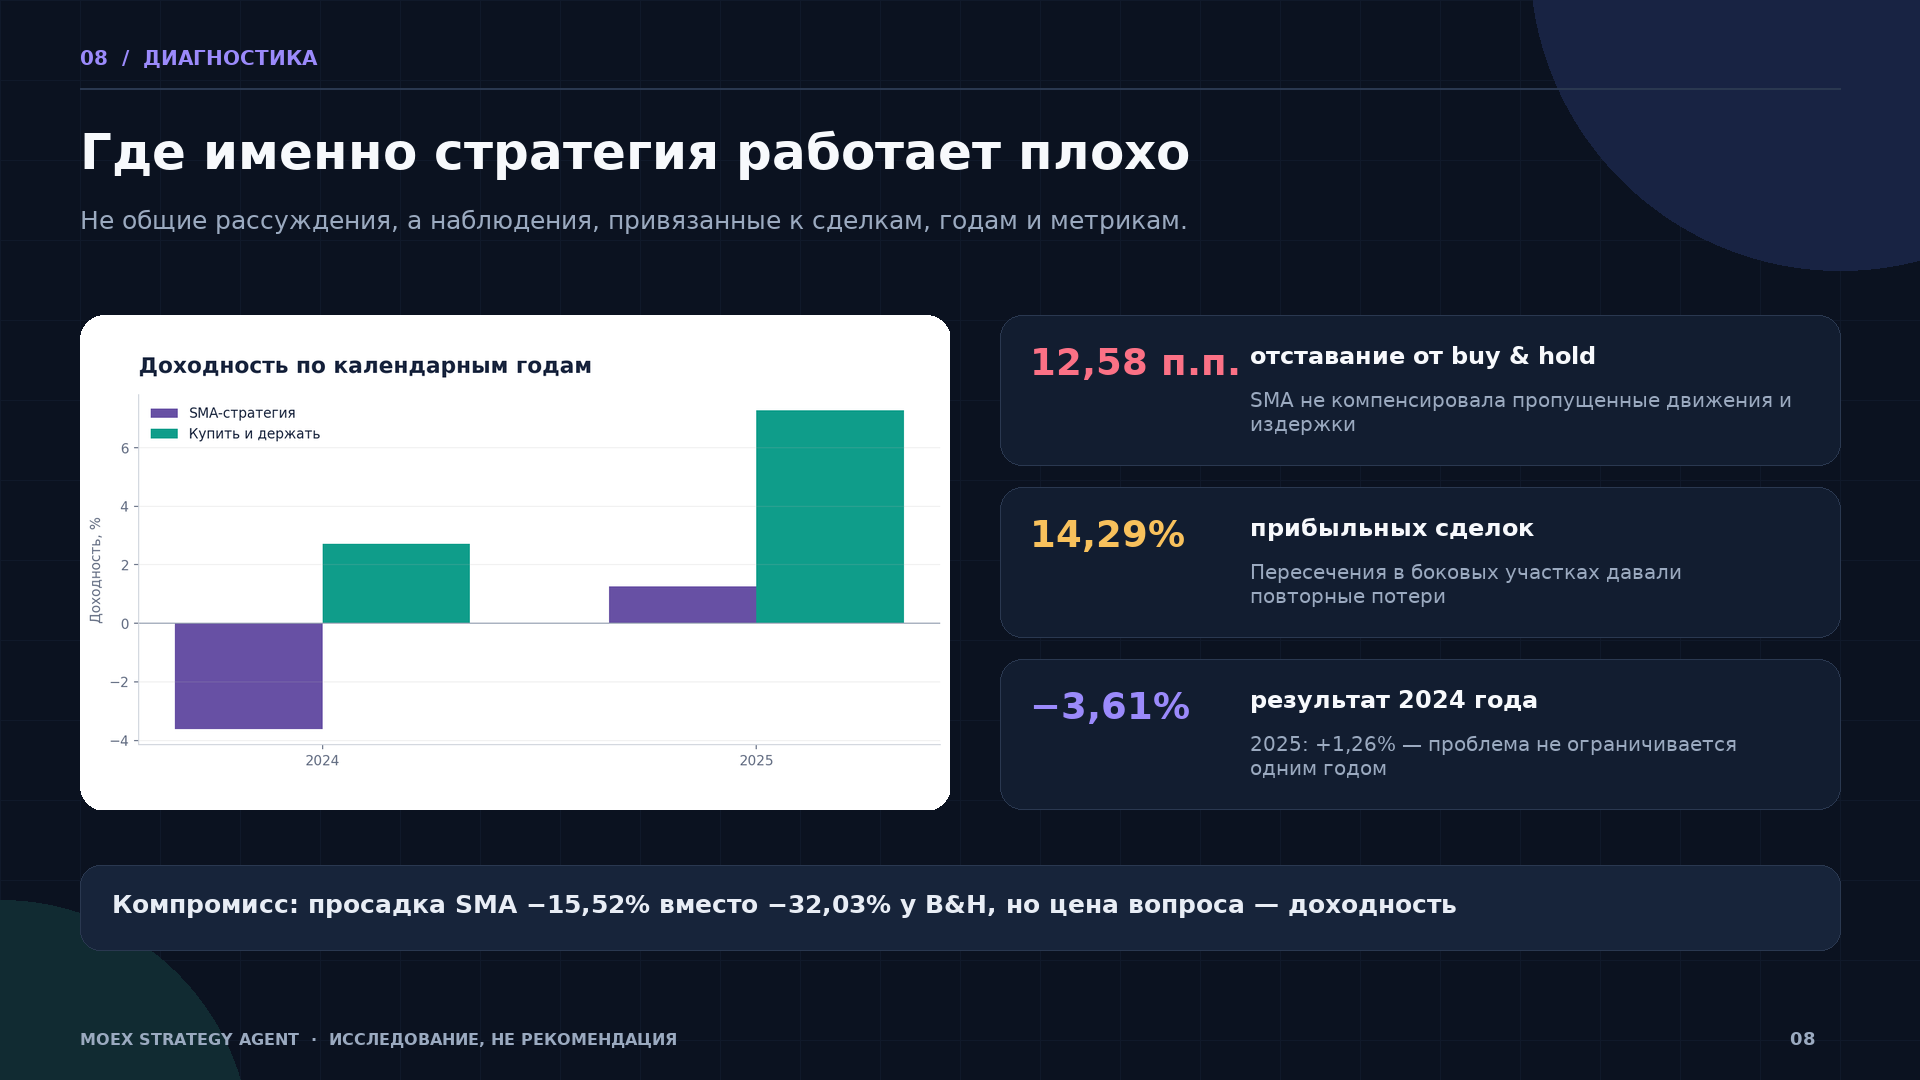 08 / ДИАГНОСТИКА
Где именно стратегия работает плохо
Не общие рассуждения, а наблюдения, привязанные к сделкам, годам и метрикам.
Доходность по календарным годам
SMA-стратегия
Купить и держать
Доходность, %
6
4
2
0
−2
−4
2024
2025
12,58 п.п.
отставание от buy & hold
SMA не компенсировала пропущенные движения и
издержки
14,29%
прибыльных сделок
Пересечения в боковых участках давали
повторные потери
−3,61%
результат 2024 года
2025: +1,26% — проблема не ограничивается
одним годом
Компромисс: просадка SMA −15,52% вместо −32,03% у B&H, но цена вопроса — доходность
MOEX STRATEGY AGENT · ИССЛЕДОВАНИЕ, НЕ РЕКОМЕНДАЦИЯ
08